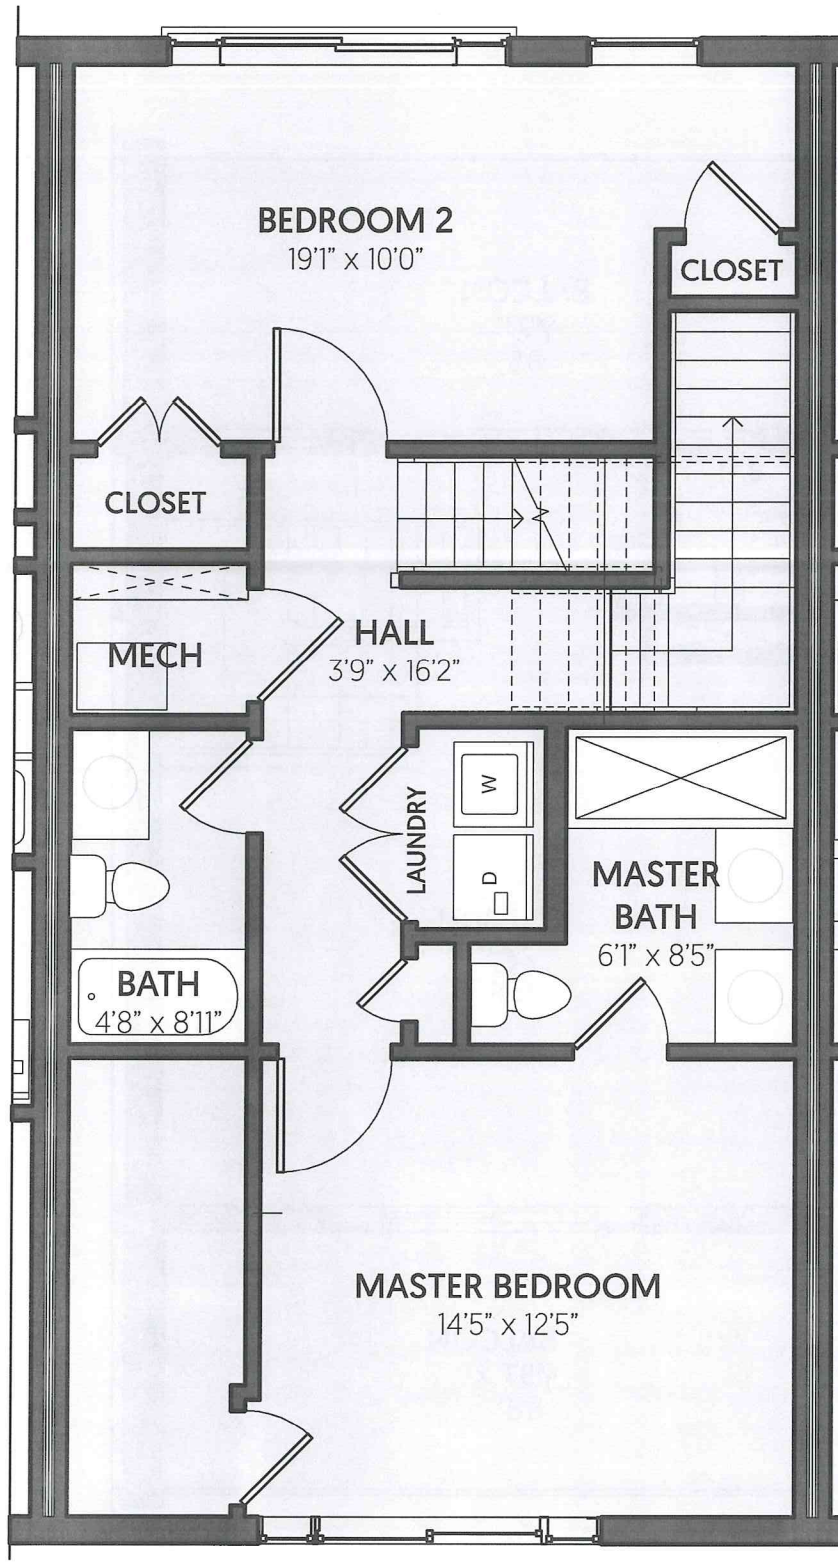 BEDROOM 2
19'1" x 10'0"
CLOSET
CLOSET
HALL
3'9" x 16'2"
MECH
W
LAUNDRY
D
MASTER
BATH
6'1" x 8'5"
BATH
4'8" x 8'11"
MASTER BEDROOM
14'5" x 12'5"